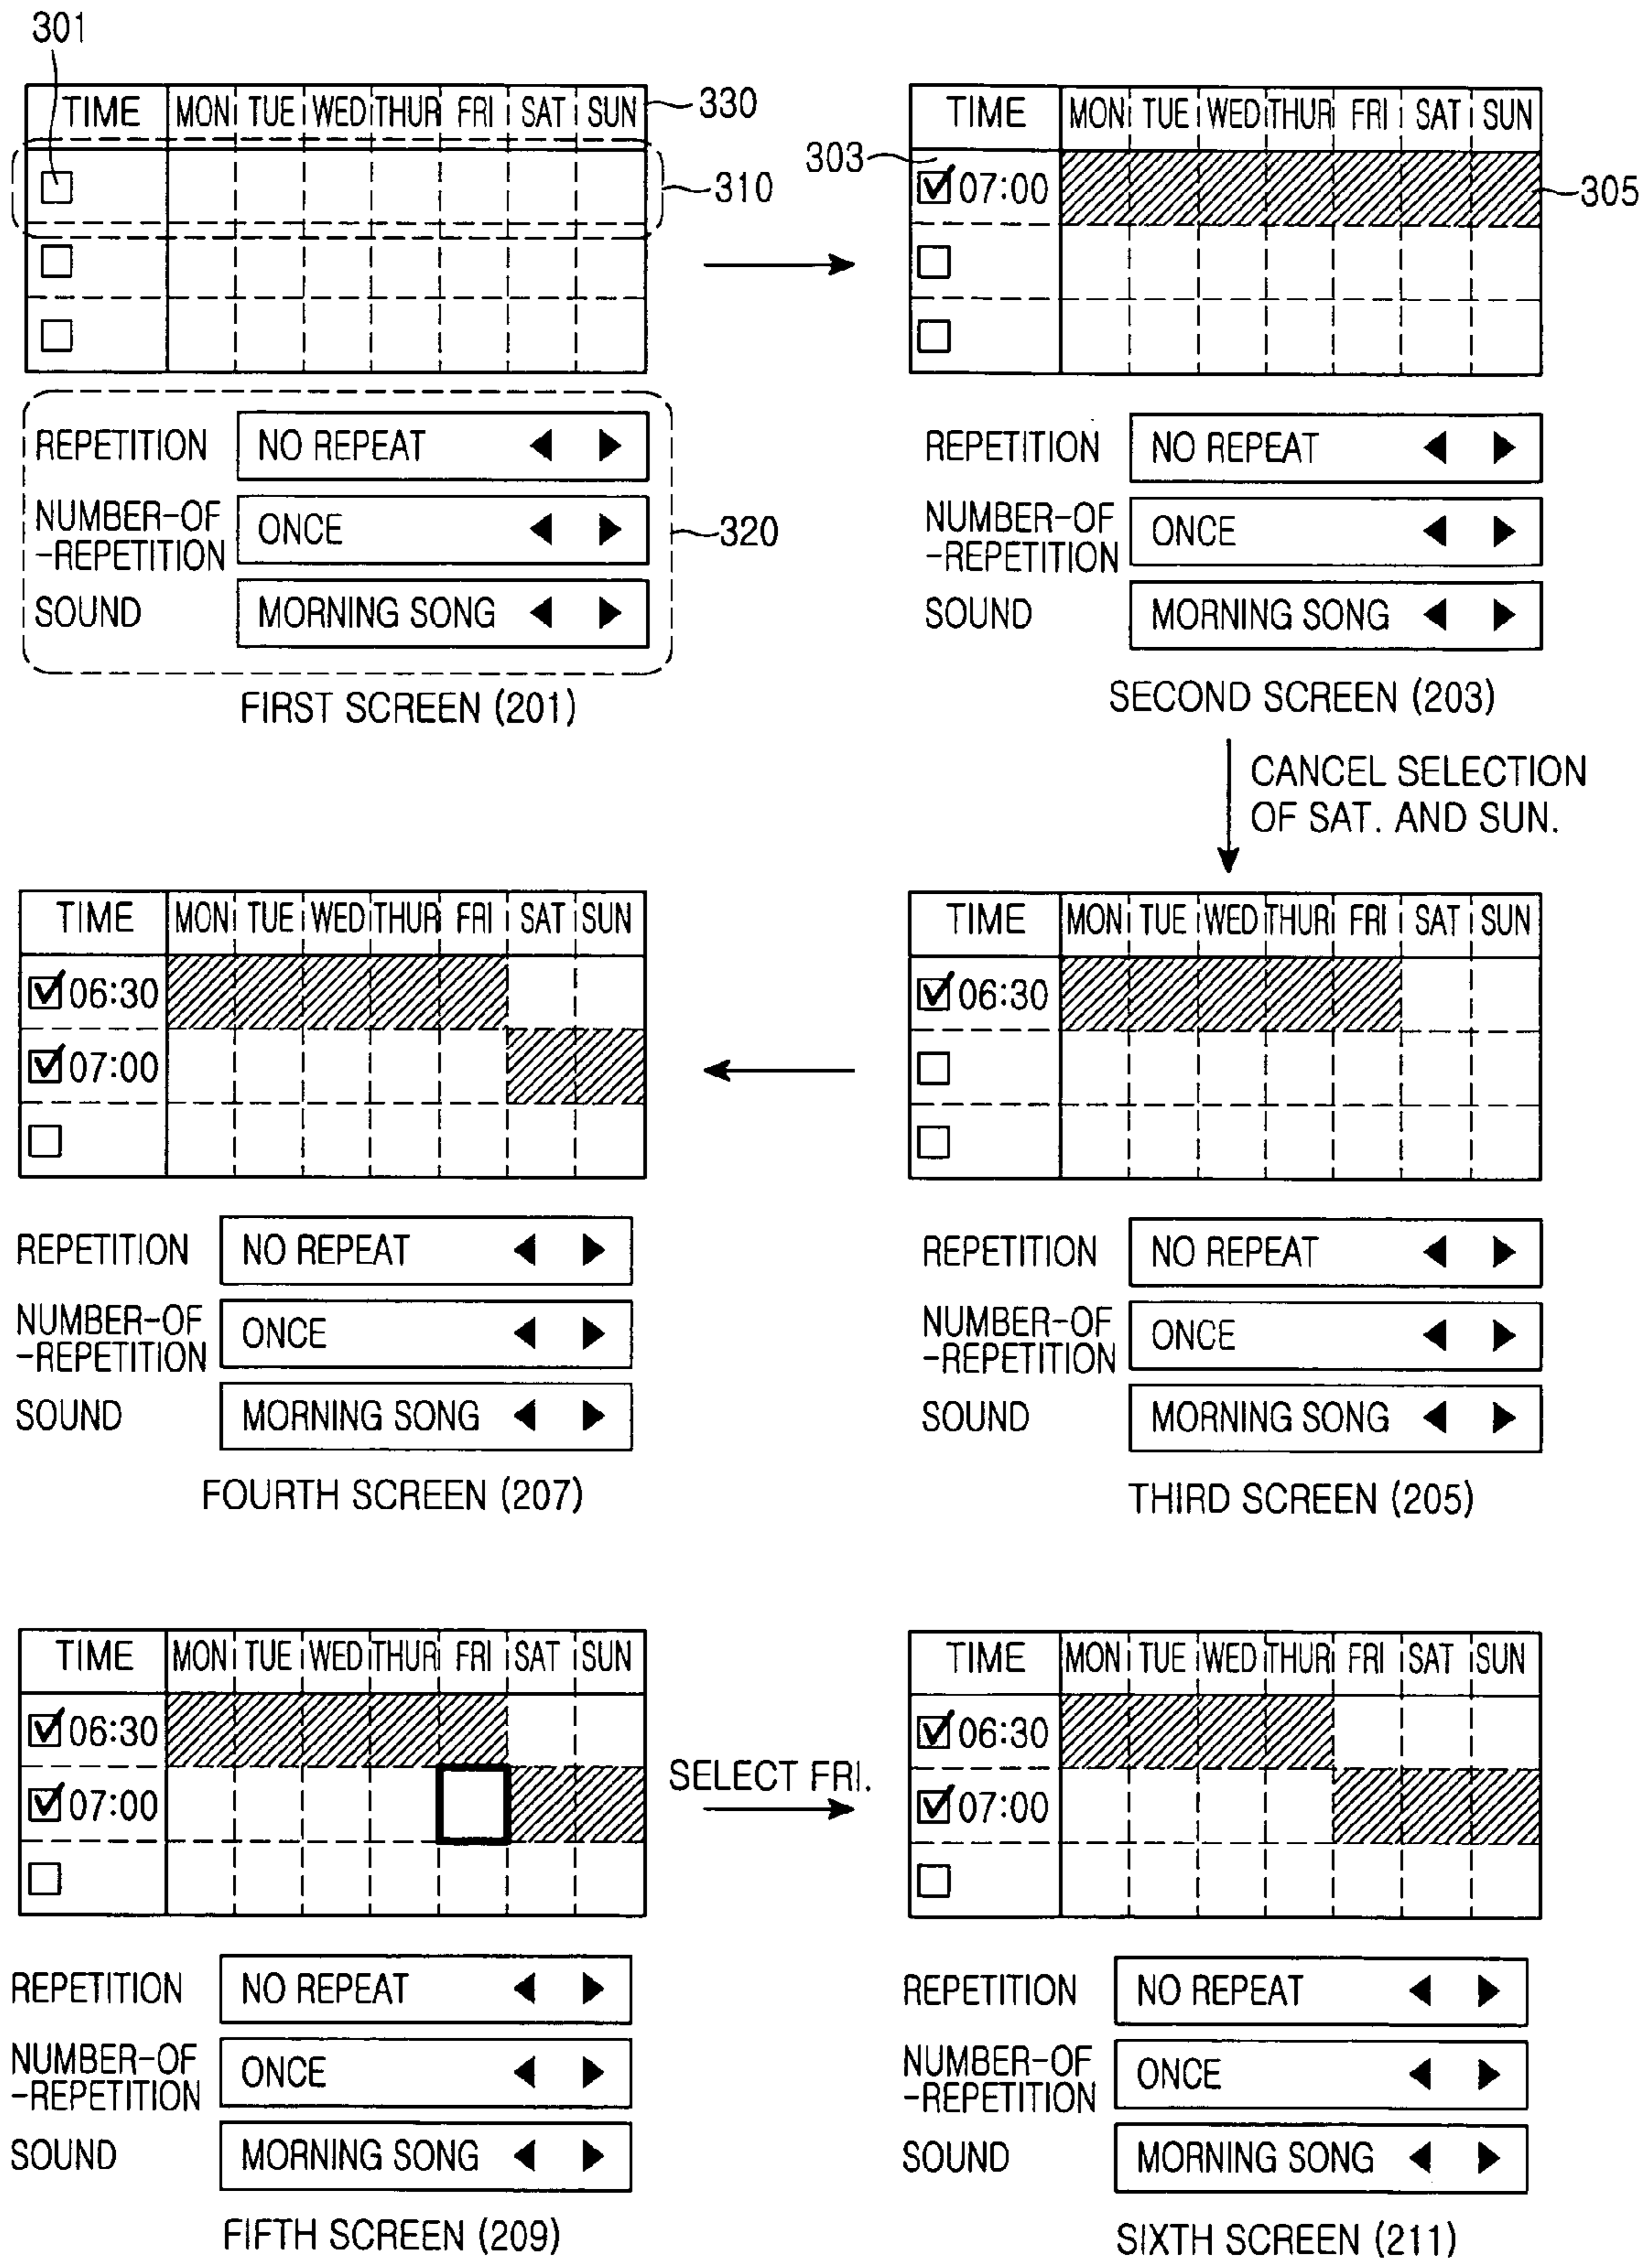 301
TIME MON TUE WED THUR FRI SAT SUN 330
310
REPETITION NO REPEAT ◀ ▶
NUMBER-OF
-REPETITION ONCE ◀ ▶
320
SOUND MORNING SONG ◀ ▶
FIRST SCREEN (201)
TIME MON TUE WED THUR FRI SAT SUN
303
07:00
305
REPETITION NO REPEAT ◀ ▶
NUMBER-OF
-REPETITION ONCE ◀ ▶
SOUND MORNING SONG ◀ ▶
SECOND SCREEN (203)
CANCEL SELECTION
OF SAT. AND SUN.
TIME MON TUE WED THUR FRI SAT SUN
06:30
REPETITION NO REPEAT ◀ ▶
NUMBER-OF
-REPETITION ONCE ◀ ▶
SOUND MORNING SONG ◀ ▶
THIRD SCREEN (205)
TIME MON TUE WED THUR FRI SAT SUN
06:30
07:00
REPETITION NO REPEAT ◀ ▶
NUMBER-OF
-REPETITION ONCE ◀ ▶
SOUND MORNING SONG ◀ ▶
FOURTH SCREEN (207)
TIME MON TUE WED THUR FRI SAT SUN
06:30
07:00
REPETITION NO REPEAT ◀ ▶
NUMBER-OF
-REPETITION ONCE ◀ ▶
SOUND MORNING SONG ◀ ▶
FIFTH SCREEN (209)
SELECT FRI.
TIME MON TUE WED THUR FRI SAT SUN
06:30
07:00
REPETITION NO REPEAT ◀ ▶
NUMBER-OF
-REPETITION ONCE ◀ ▶
SOUND MORNING SONG ◀ ▶
SIXTH SCREEN (211)